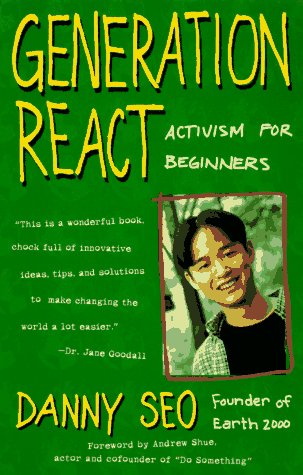 GENERATION
REACT
ACTIVISM FOR
BEGINNERS
"This is a wonderful book,
chock full of innovative
ideas, tips, and solutions
to make changing the
world a lot easier."
—Dr. Jane Goodall
DANNY SEO
Founder of
Earth 2000
Foreword by Andrew Shue,
actor and cofounder of "Do Something"